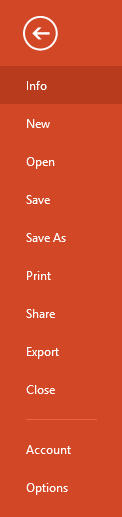 Info
New
Open
Save
Save As
Print
Share
Export
Close
Account
Options